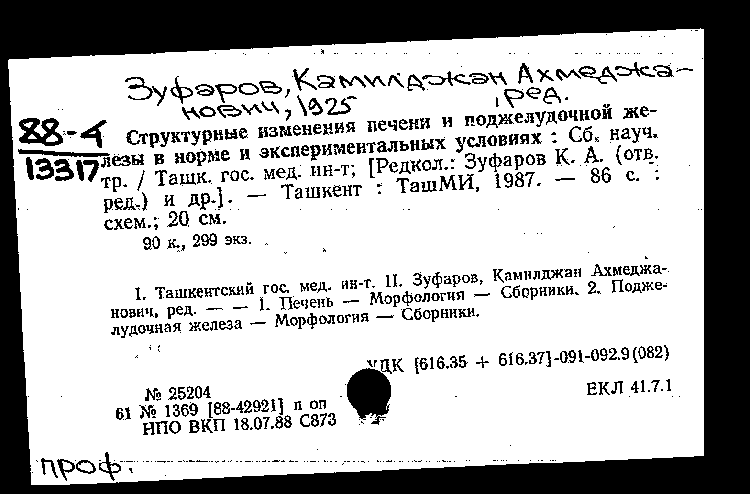 Зуфаров, Камилджан Ахмеджа-
нович, 1925 , ред.
88-4
13317
Структурные изменения печени и поджелудочной же-
лезы в норме и экспериментальных условиях : Сб. науч.
тр. / Ташк. гос. мед. ин-т; [Редкол.: Зуфаров К. А. (отв.
ред.) и др.]. — Ташкент : ТашМИ, 1987. — 86 с. :
схем.; 20 см.
90 к., 299 экз.
I. Ташкентский гос. мед. ин-т. II. Зуфаров, Камилджан Ахмеджа-
нович, ред. — — 1. Печень — Морфология — Сборники. 2. Подже-
лудочная железа — Морфология — Сборники.
УДК [616.35 + 616.37]-091-092.9(082)
№ 25204
61 № 1369 [88-42921] п оп
НПО ВКП 18.07.88 С873
ЕКЛ 41.7.1
проф.